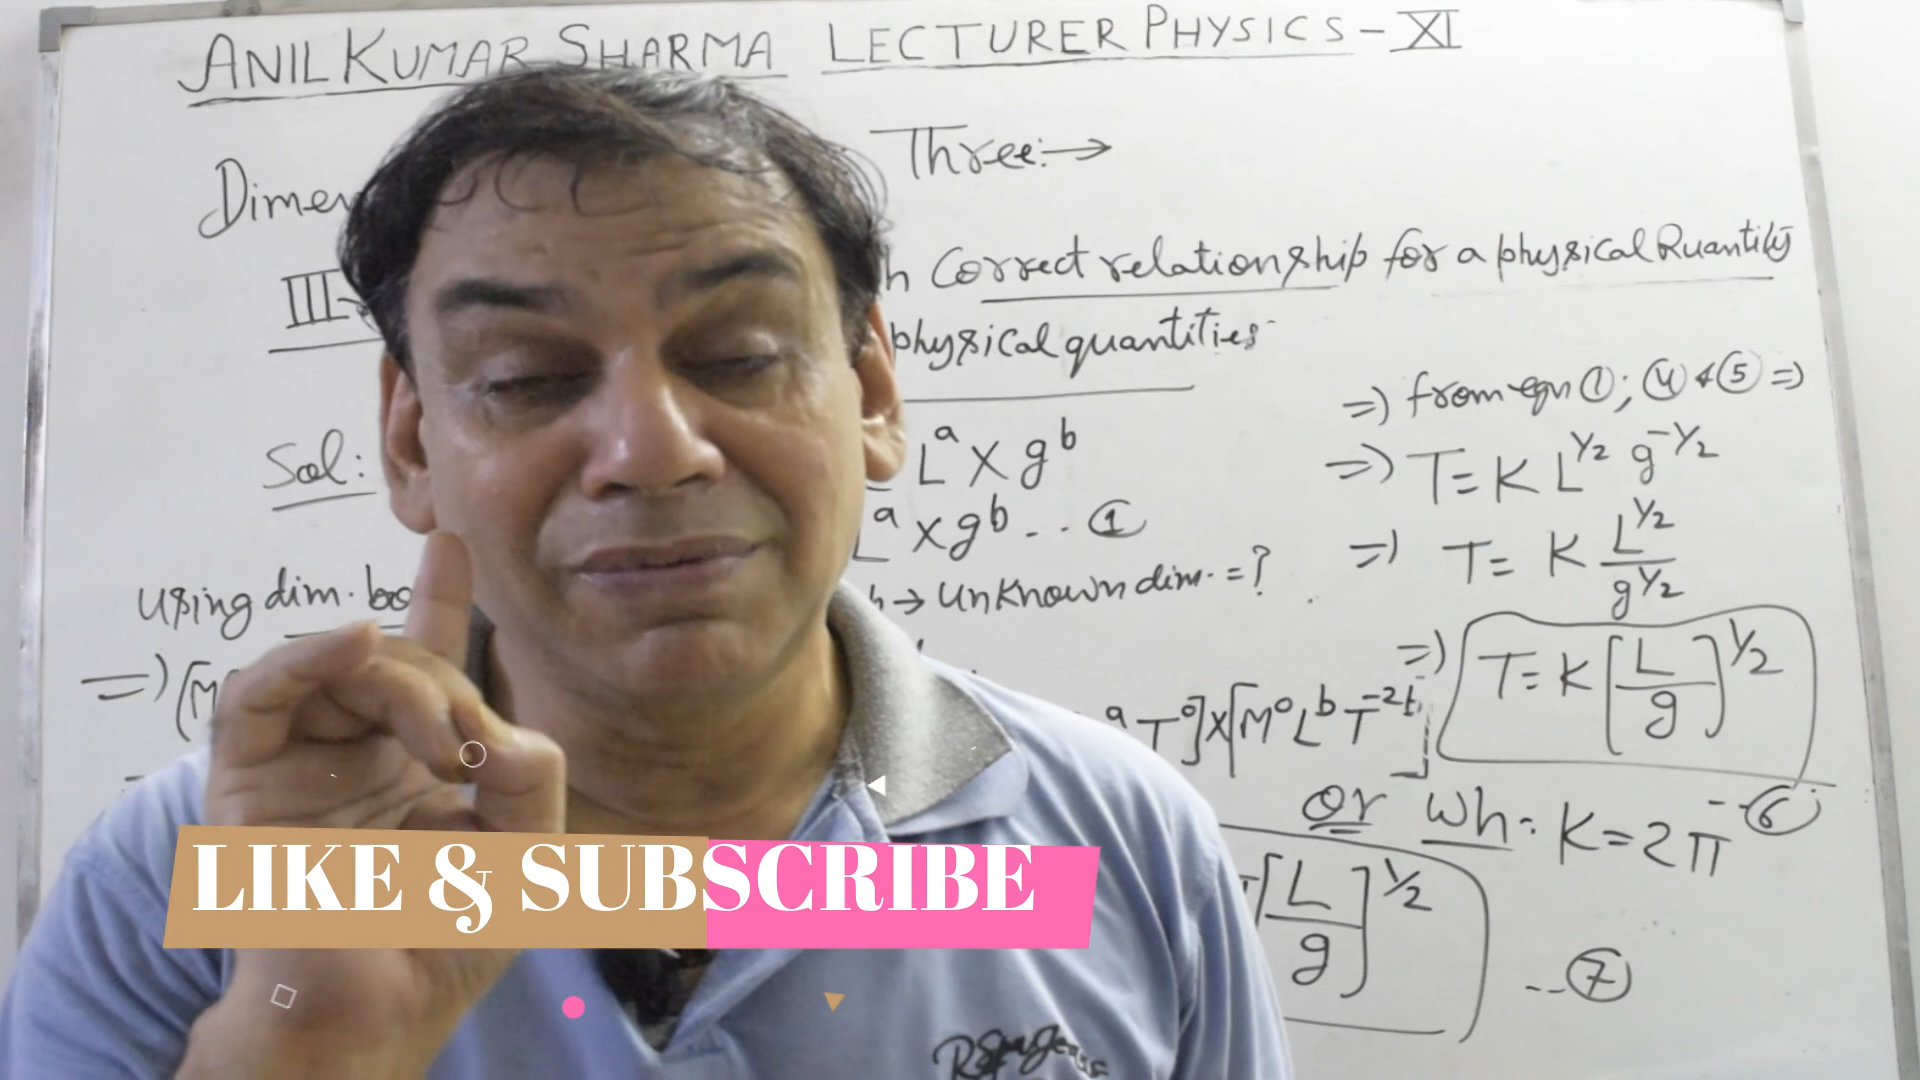 ANIL KUMAR SHARMA LECTURER PHYSICS - XI
Three:→
III
Correct relationship for a physical Quantity
physical quantities
Sol:
L^a X g^b
L^a X g^b -- ①
using dim.
→ UnKnown dim. = ?
=> from eqn ①; ④ & ⑤ =>
=> T = K L^1/2 g^-1/2
=> T = K L^1/2 / g^1/2
=> T = K [L/g]^1/2
--⑥
T^0] X [M^0 L^b T^-2b]
or wh. K = 2π
[L/g]^1/2
--⑦
LIKE & SUBSCRIBE